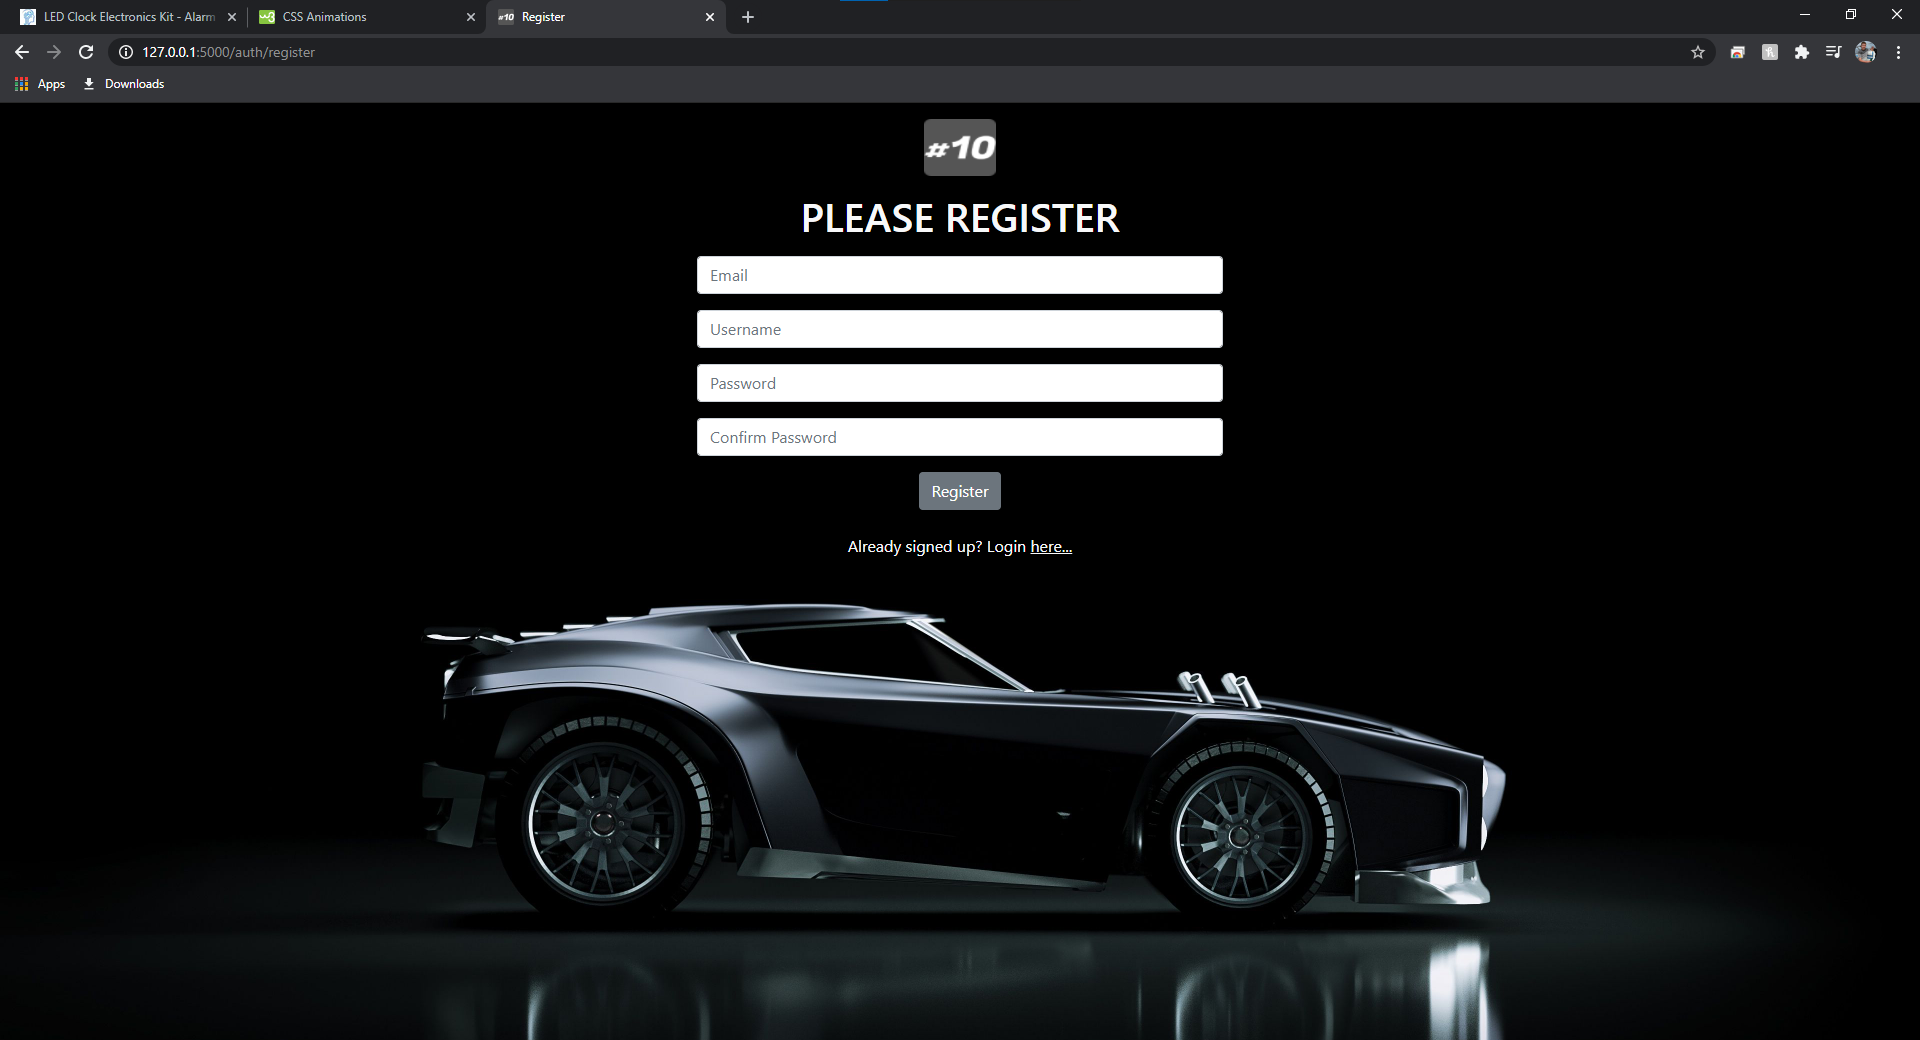 LED Clock Electronics Kit - Alarm
CSS Animations
#10 Register
127.0.0.1:5000/auth/register
Apps
Downloads
#10
PLEASE REGISTER
Email
Username
Password
Confirm Password
Register
Already signed up? Login here...